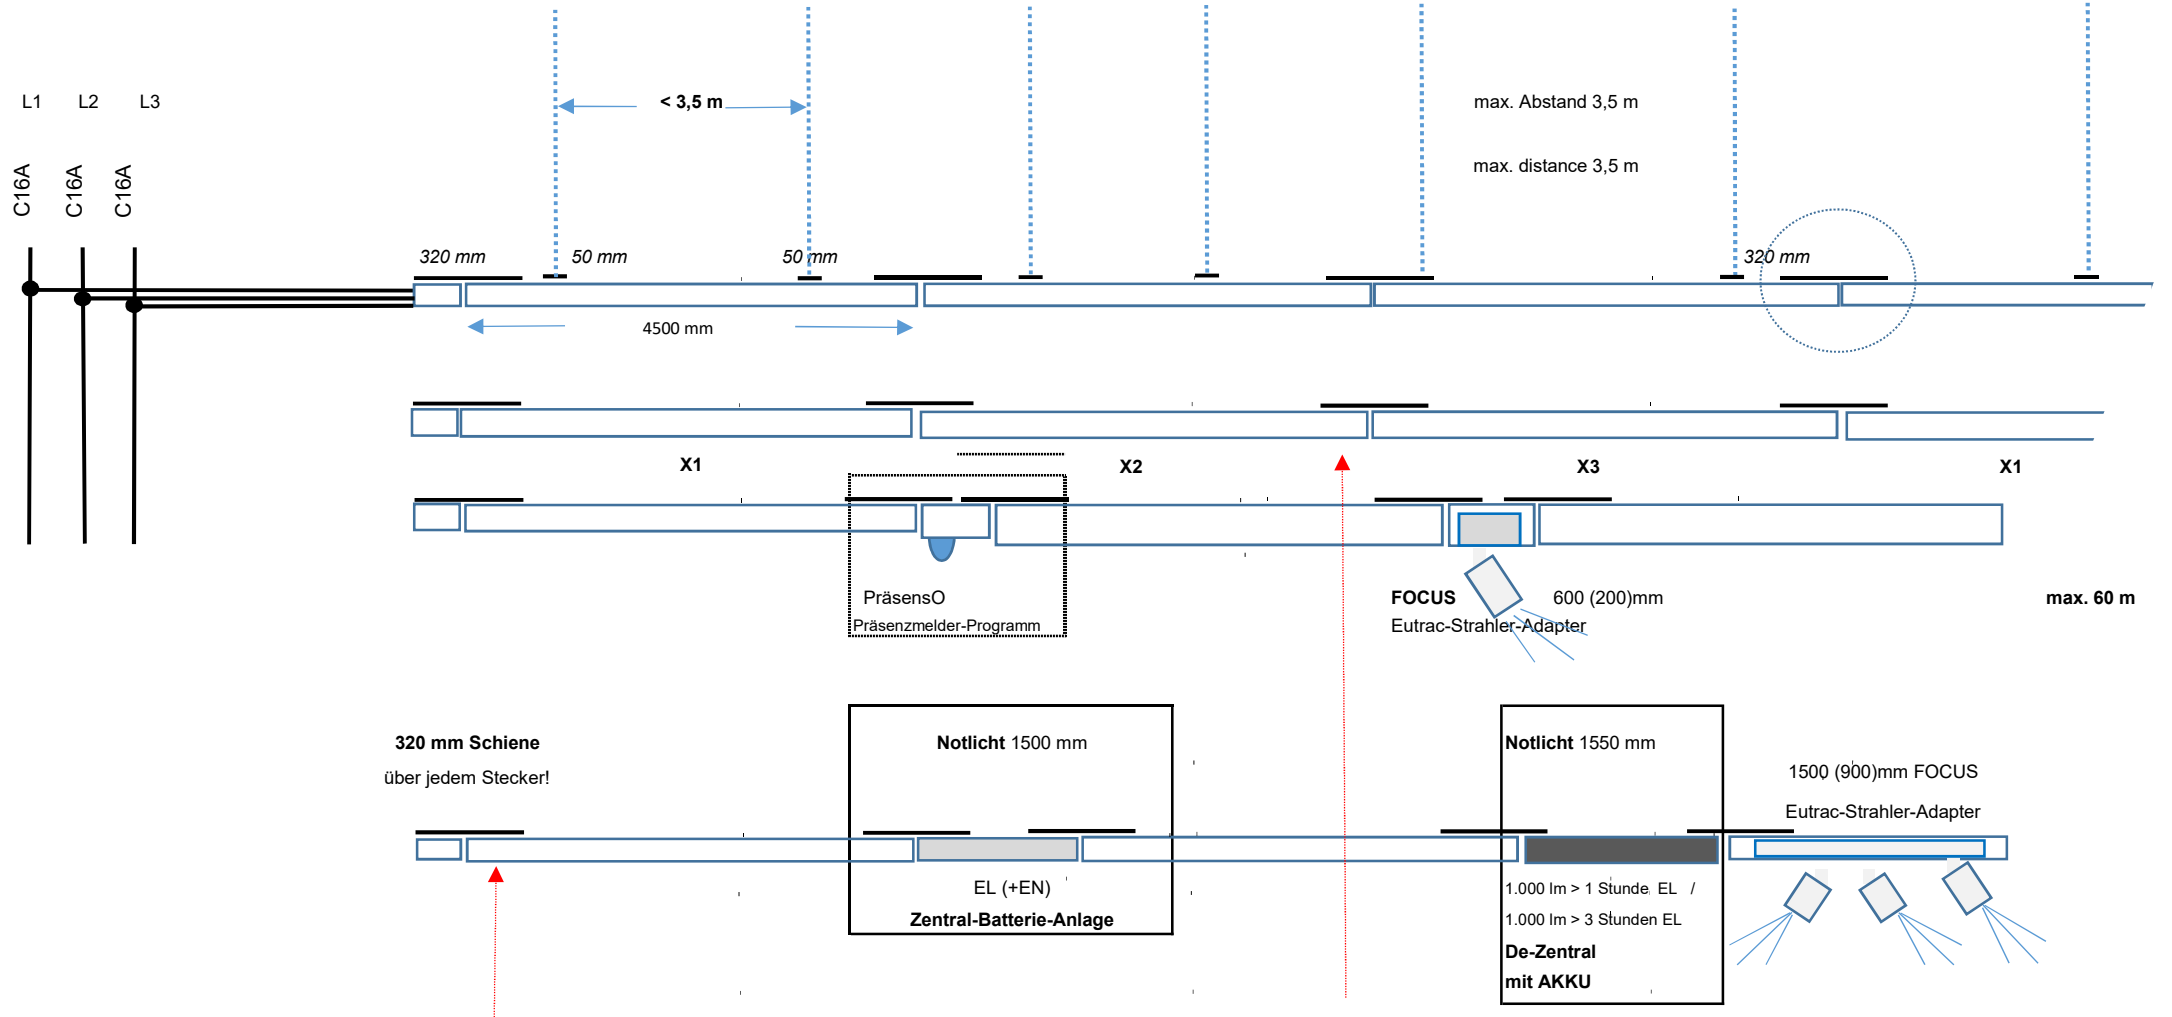 L1 L2 L3
< 3,5 m
max. Abstand 3,5 m
max. distance 3,5 m
C16A C16A C16A
320 mm 50 mm 50 mm 320 mm
4500 mm
X1 X2 X3 X1
PräsensO
Präsenzmelder-Programm
FOCUS 600 (200)mm
Eutrac-Strahler-Adapter
max. 60 m
320 mm Schiene
über jedem Stecker!
Notlicht 1500 mm
EL (+EN)
Zentral-Batterie-Anlage
Notlicht 1550 mm
1.000 lm > 1 Stunde EL /
1.000 lm > 3 Stunden EL
De-Zentral
mit AKKU
1500 (900)mm FOCUS
Eutrac-Strahler-Adapter